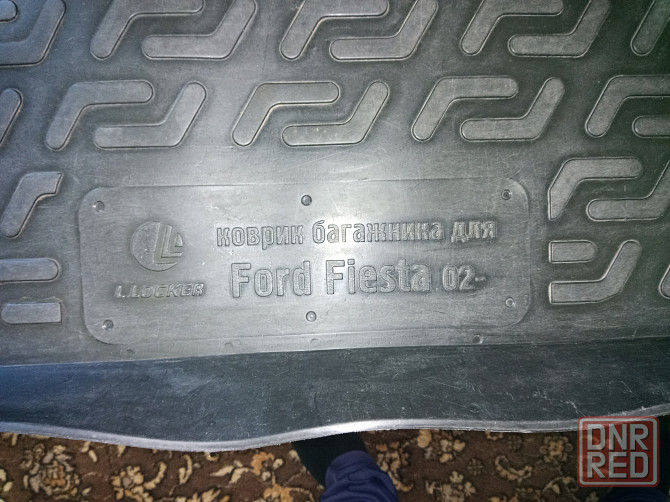 коврик багажника для
Ford Fiesta 02-
L.LOCKER
DNR
RED